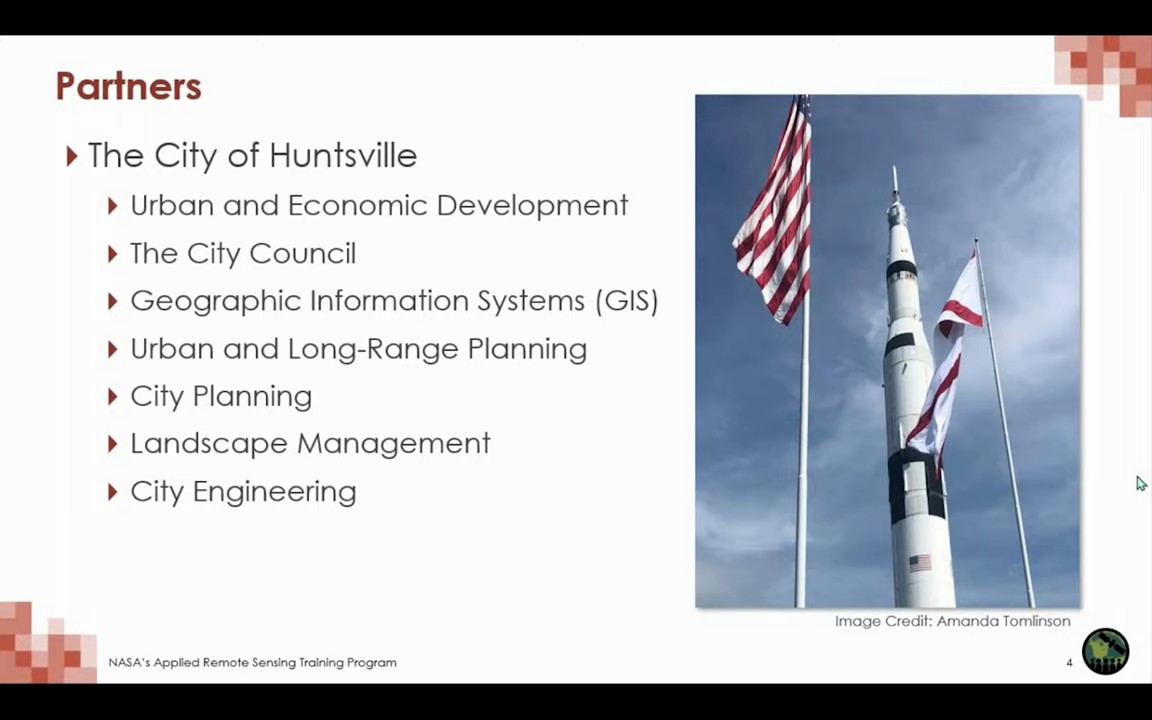 Partners
The City of Huntsville
Urban and Economic Development
The City Council
Geographic Information Systems (GIS)
Urban and Long-Range Planning
City Planning
Landscape Management
City Engineering
Image Credit: Amanda Tomlinson
NASA's Applied Remote Sensing Training Program
4